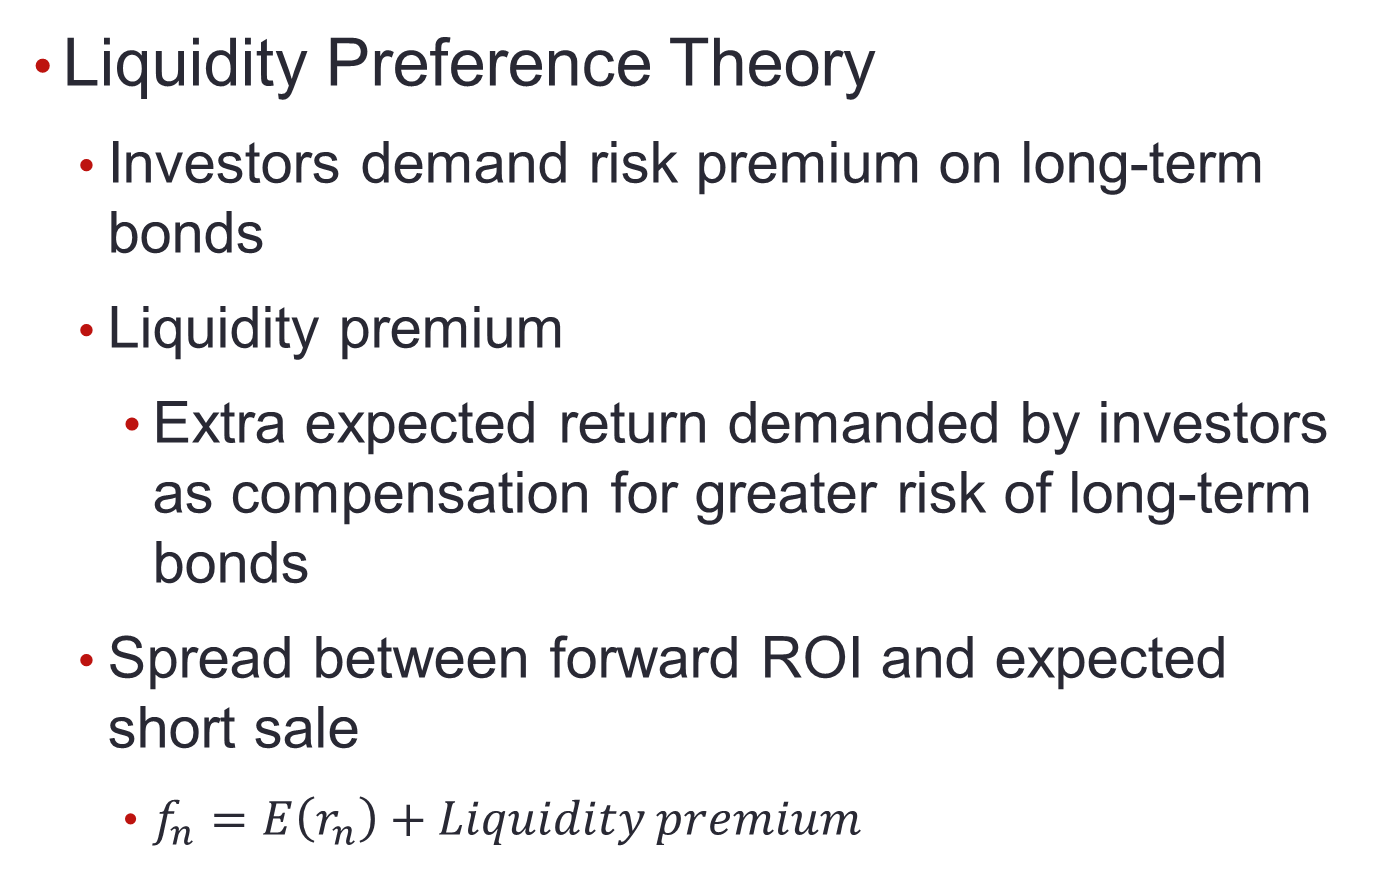 • Liquidity Preference Theory
• Investors demand risk premium on long-term
bonds
• Liquidity premium
• Extra expected return demanded by investors
as compensation for greater risk of long-term
bonds
• Spread between forward ROI and expected
short sale
• fₙ = E(rₙ) + Liquidity premium